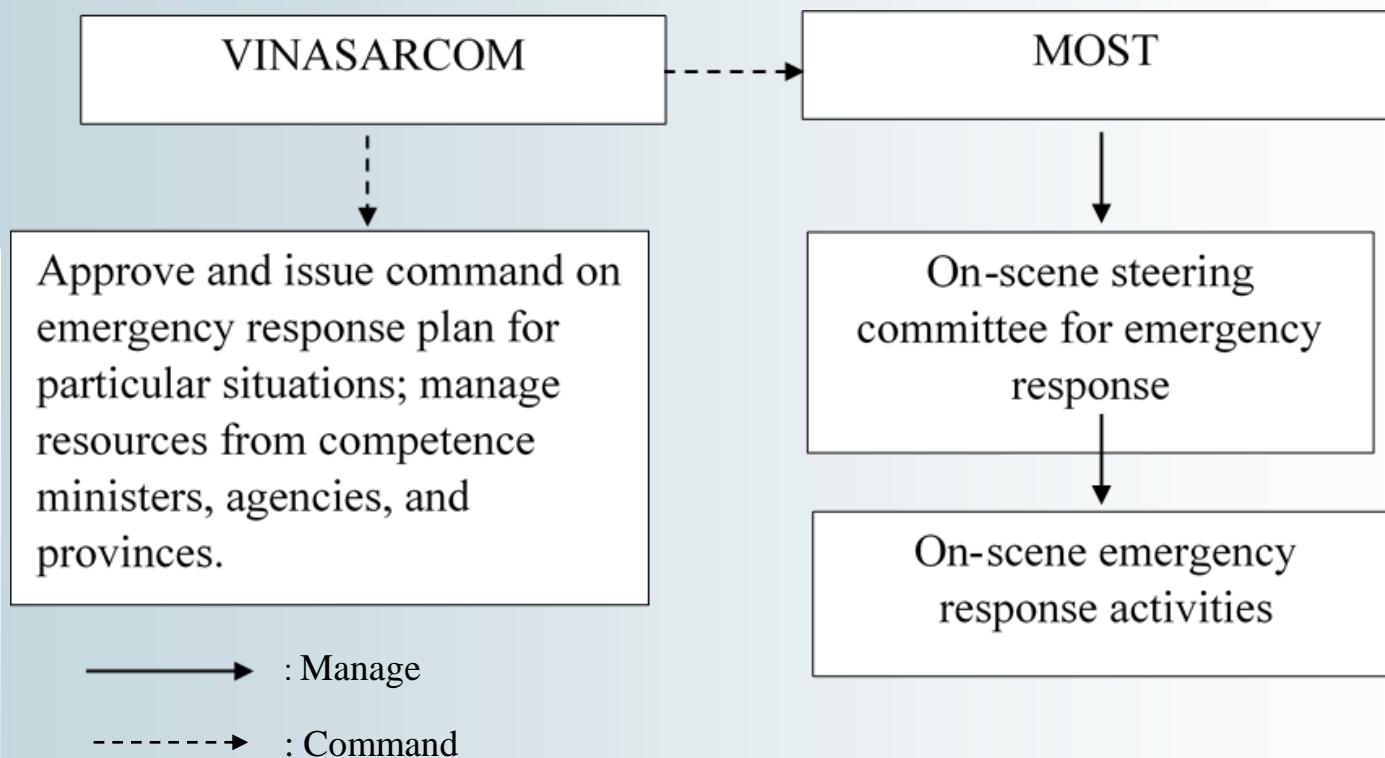 VINASARCOM
MOST
Approve and issue command on
emergency response plan for
particular situations; manage
resources from competence
ministers, agencies, and
provinces.
On-scene steering
committee for emergency
response
On-scene emergency
response activities
: Manage
: Command